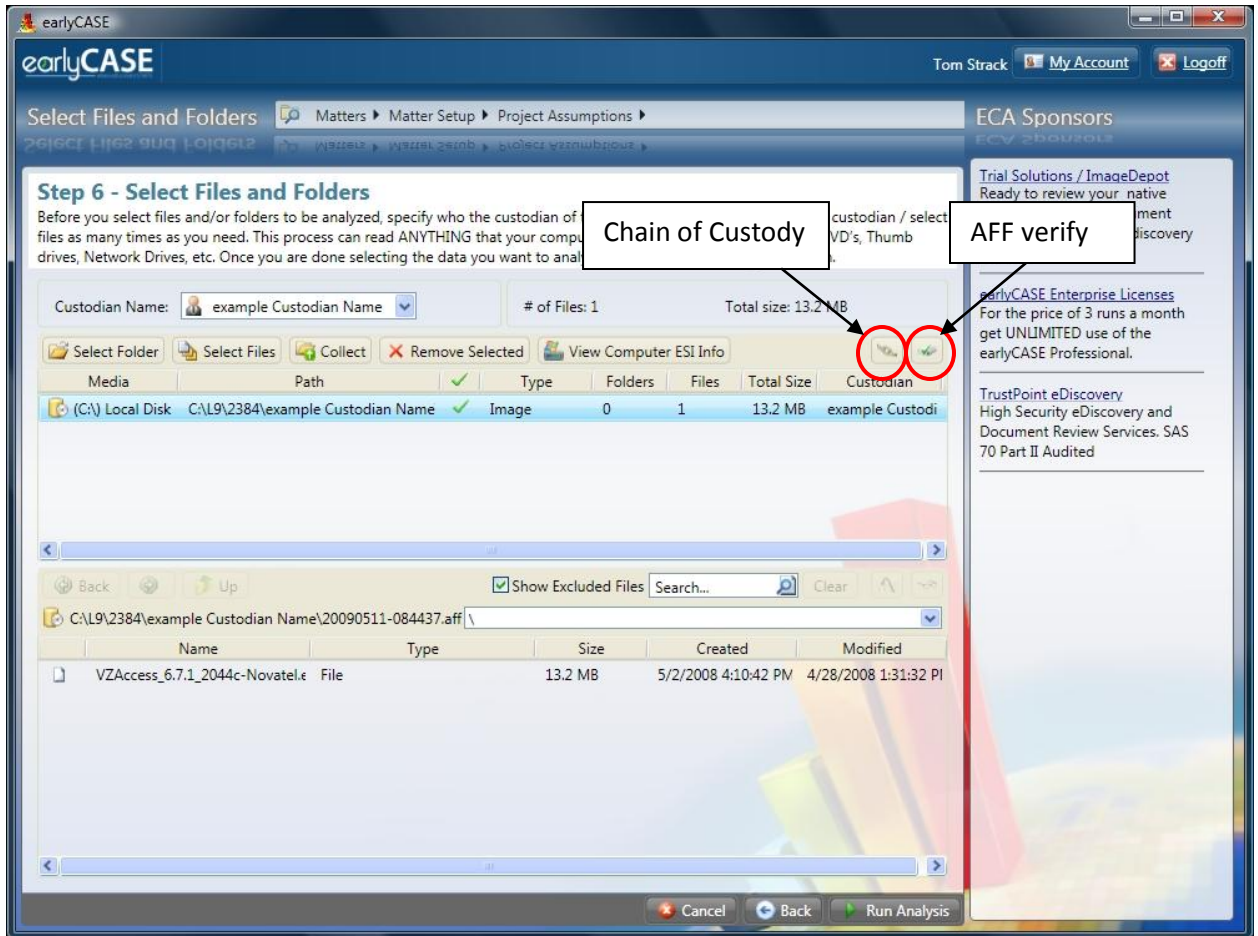 earlyCASE
earlyCASE
Tom Strack My Account Logoff
Select Files and Folders Matters Matter Setup Project Assumptions
ECA Sponsors
Step 6 - Select Files and Folders
Before you select files and/or folders to be analyzed, specify who the custodian of custodian / select
files as many times as you need. This process can read ANYTHING that your VD's, Thumb
drives, Network Drives, etc. Once you are done selecting the data you want to
Chain of Custody
AFF verify
Trial Solutions / ImageDepot
Ready to review your native
earlyCASE Enterprise Licenses
For the price of 3 runs a month
get UNLIMITED use of the
earlyCASE Professional.
TrustPoint eDiscovery
High Security eDiscovery and
Document Review Services. SAS
70 Part II Audited
Custodian Name: example Custodian Name # of Files: 1 Total size: 13.2 MB
Select Folder Select Files Collect Remove Selected View Computer ESI Info
Media Path Type Folders Files Total Size Custodian
(C:\) Local Disk C:\L9\2384\example Custodian Name Image 0 1 13.2 MB example Custodi
Back Up Show Excluded Files Search... Clear
C:\L9\2384\example Custodian Name\20090511-084437.aff \
Name Type Size Created Modified
VZAccess_6.7.1_2044c-Novatel.e File 13.2 MB 5/2/2008 4:10:42 PM 4/28/2008 1:31:32 PI
Cancel Back Run Analysis